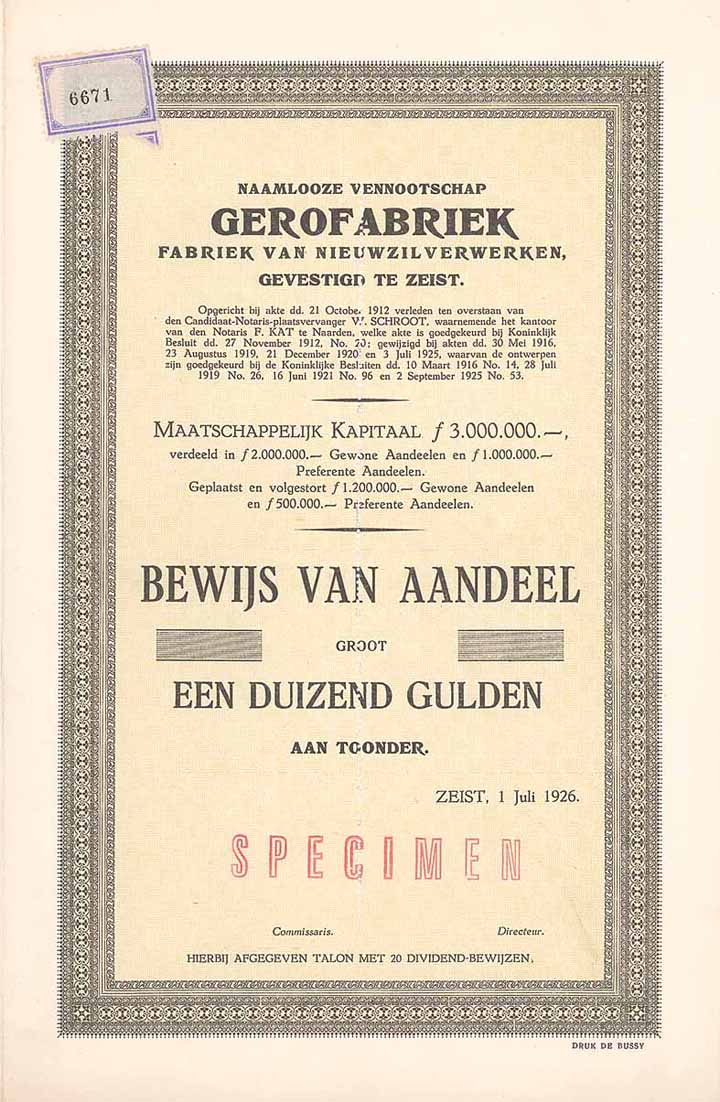 6671
NAAMLOOZE VENNOOTSCHAP
GEROFABRIEK
FABRIEK VAN NIEUWZILVERWERKEN,
GEVESTIGD TE ZEIST.
Opgericht bij akte dd. 21 October 1912 verleden ten overstaan van
den Candidaat-Notaris-plaatsvervanger W. SCHROOT, waarnemende het kantoor
van den Notaris F. KAT te Naarden, welke akte is goedgekeurd bij Koninklijk
Besluit dd. 27 November 1912, No. 70; gewijzigd bij akten dd. 30 Mei 1916,
23 Augustus 1919, 21 December 1920 en 3 Juli 1925, waarvan de ontwerpen
zijn goedgekeurd bij de Koninklijke Besluiten dd. 10 Maart 1916 No. 14, 28 Juli
1919 No. 26, 16 Juni 1921 No. 96 en 2 September 1925 No. 53.
MAATSCHAPPELIJK KAPITAAL ƒ 3.000.000.—,
verdeeld in ƒ 2.000.000.— Gewone Aandeelen en ƒ 1.000.000.—
Preferente Aandeelen.
Geplaatst en volgestort ƒ 1.200.000.— Gewone Aandeelen
en ƒ 500.000.— Preferente Aandeelen.
BEWIJS VAN AANDEEL
GROOT
EEN DUIZEND GULDEN
AAN TOONDER.
ZEIST, 1 Juli 1926.
SPECIMEN
Commissaris. Directeur.
HIERBIJ AFGEGEVEN TALON MET 20 DIVIDEND-BEWIJZEN.
DRUK DE BUSSY